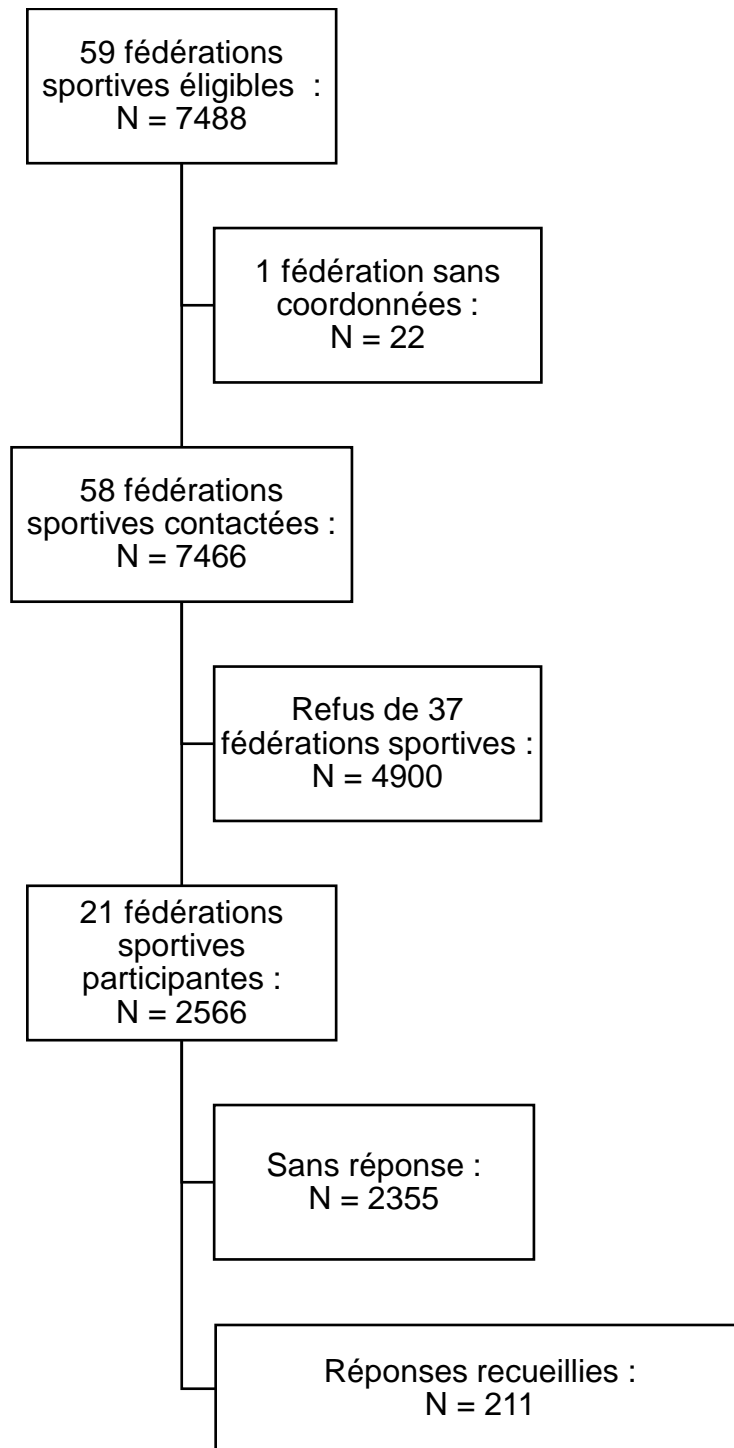 59 fédérations
sportives éligibles :
N = 7488
1 fédération sans
coordonnées :
N = 22
58 fédérations
sportives contactées :
N = 7466
Refus de 37
fédérations sportives :
N = 4900
21 fédérations
sportives
participantes :
N = 2566
Sans réponse :
N = 2355
Réponses recueillies :
N = 211